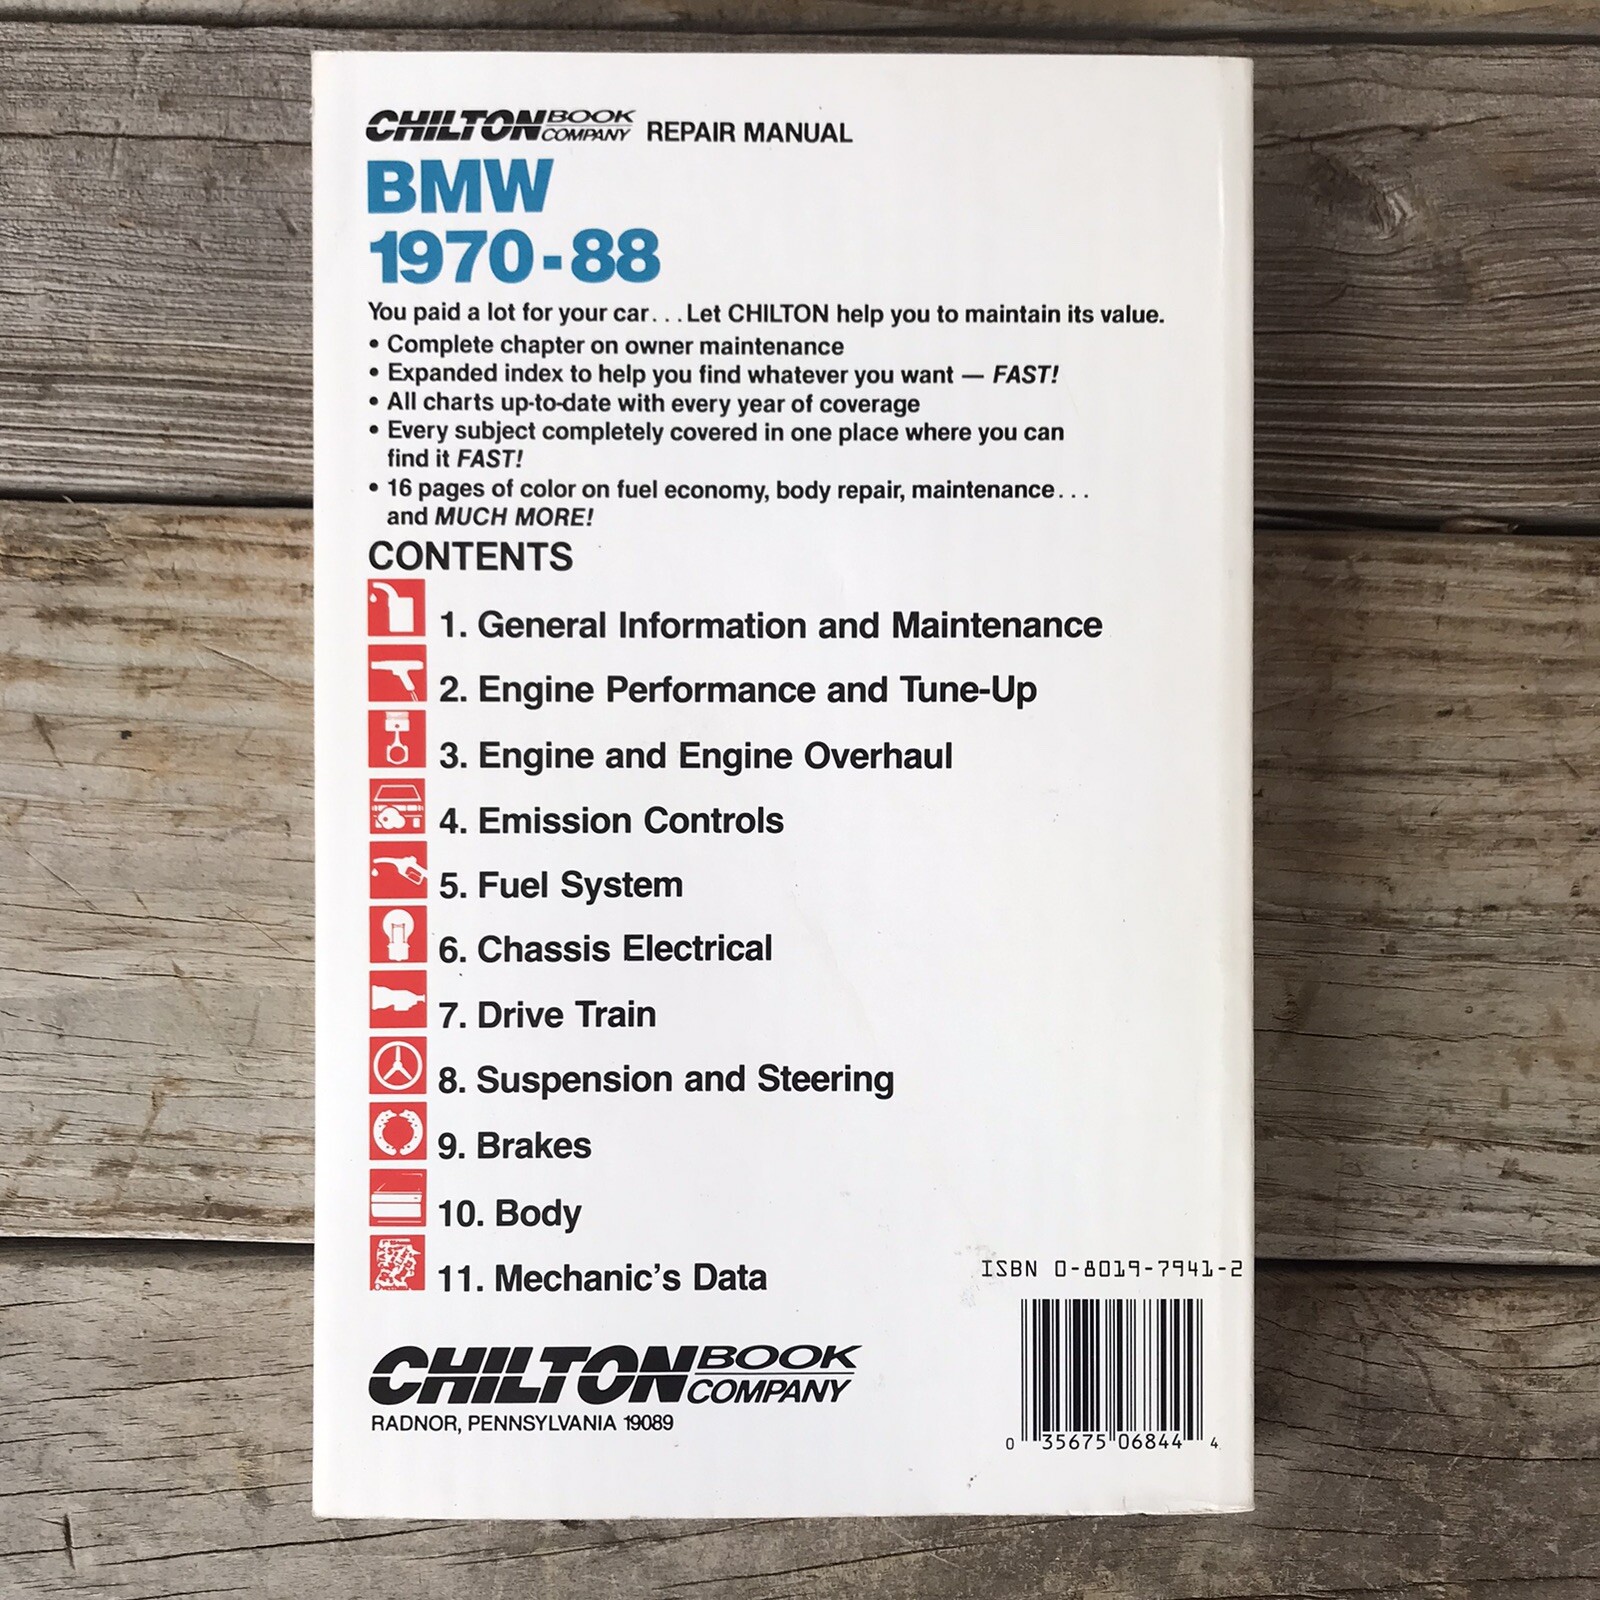 CHILTON BOOK COMPANY REPAIR MANUAL
BMW
1970-88
You paid a lot for your car...Let CHILTON help you to maintain its value.
• Complete chapter on owner maintenance
• Expanded index to help you find whatever you want — FAST!
• All charts up-to-date with every year of coverage
• Every subject completely covered in one place where you can
find it FAST!
• 16 pages of color on fuel economy, body repair, maintenance...
and MUCH MORE!
CONTENTS
1. General Information and Maintenance
2. Engine Performance and Tune-Up
3. Engine and Engine Overhaul
4. Emission Controls
5. Fuel System
6. Chassis Electrical
7. Drive Train
8. Suspension and Steering
9. Brakes
10. Body
11. Mechanic's Data
ISBN 0-8019-7941-2
CHILTON BOOK COMPANY
RADNOR, PENNSYLVANIA 19089
0 35675 06844 4